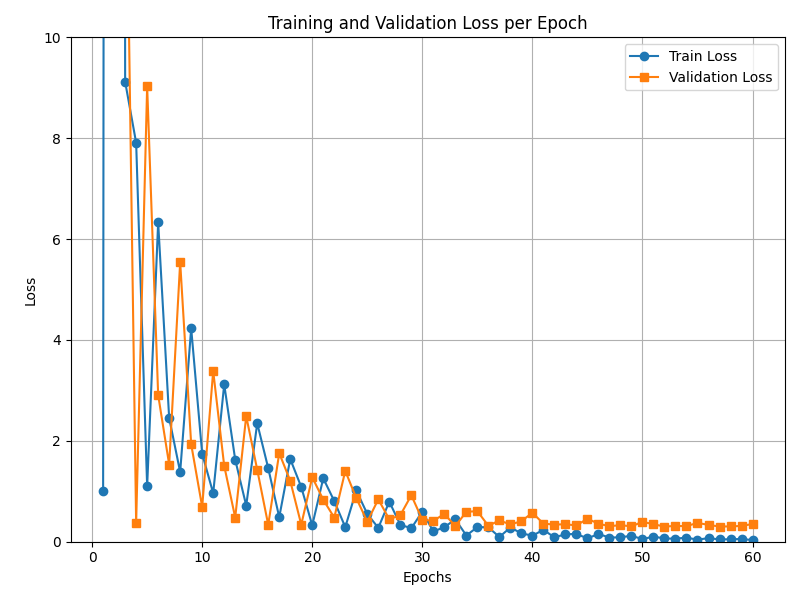 Training and Validation Loss per Epoch
Train Loss
Validation Loss
Loss
10
8
6
4
2
0
0 10 20 30 40 50 60
Epochs